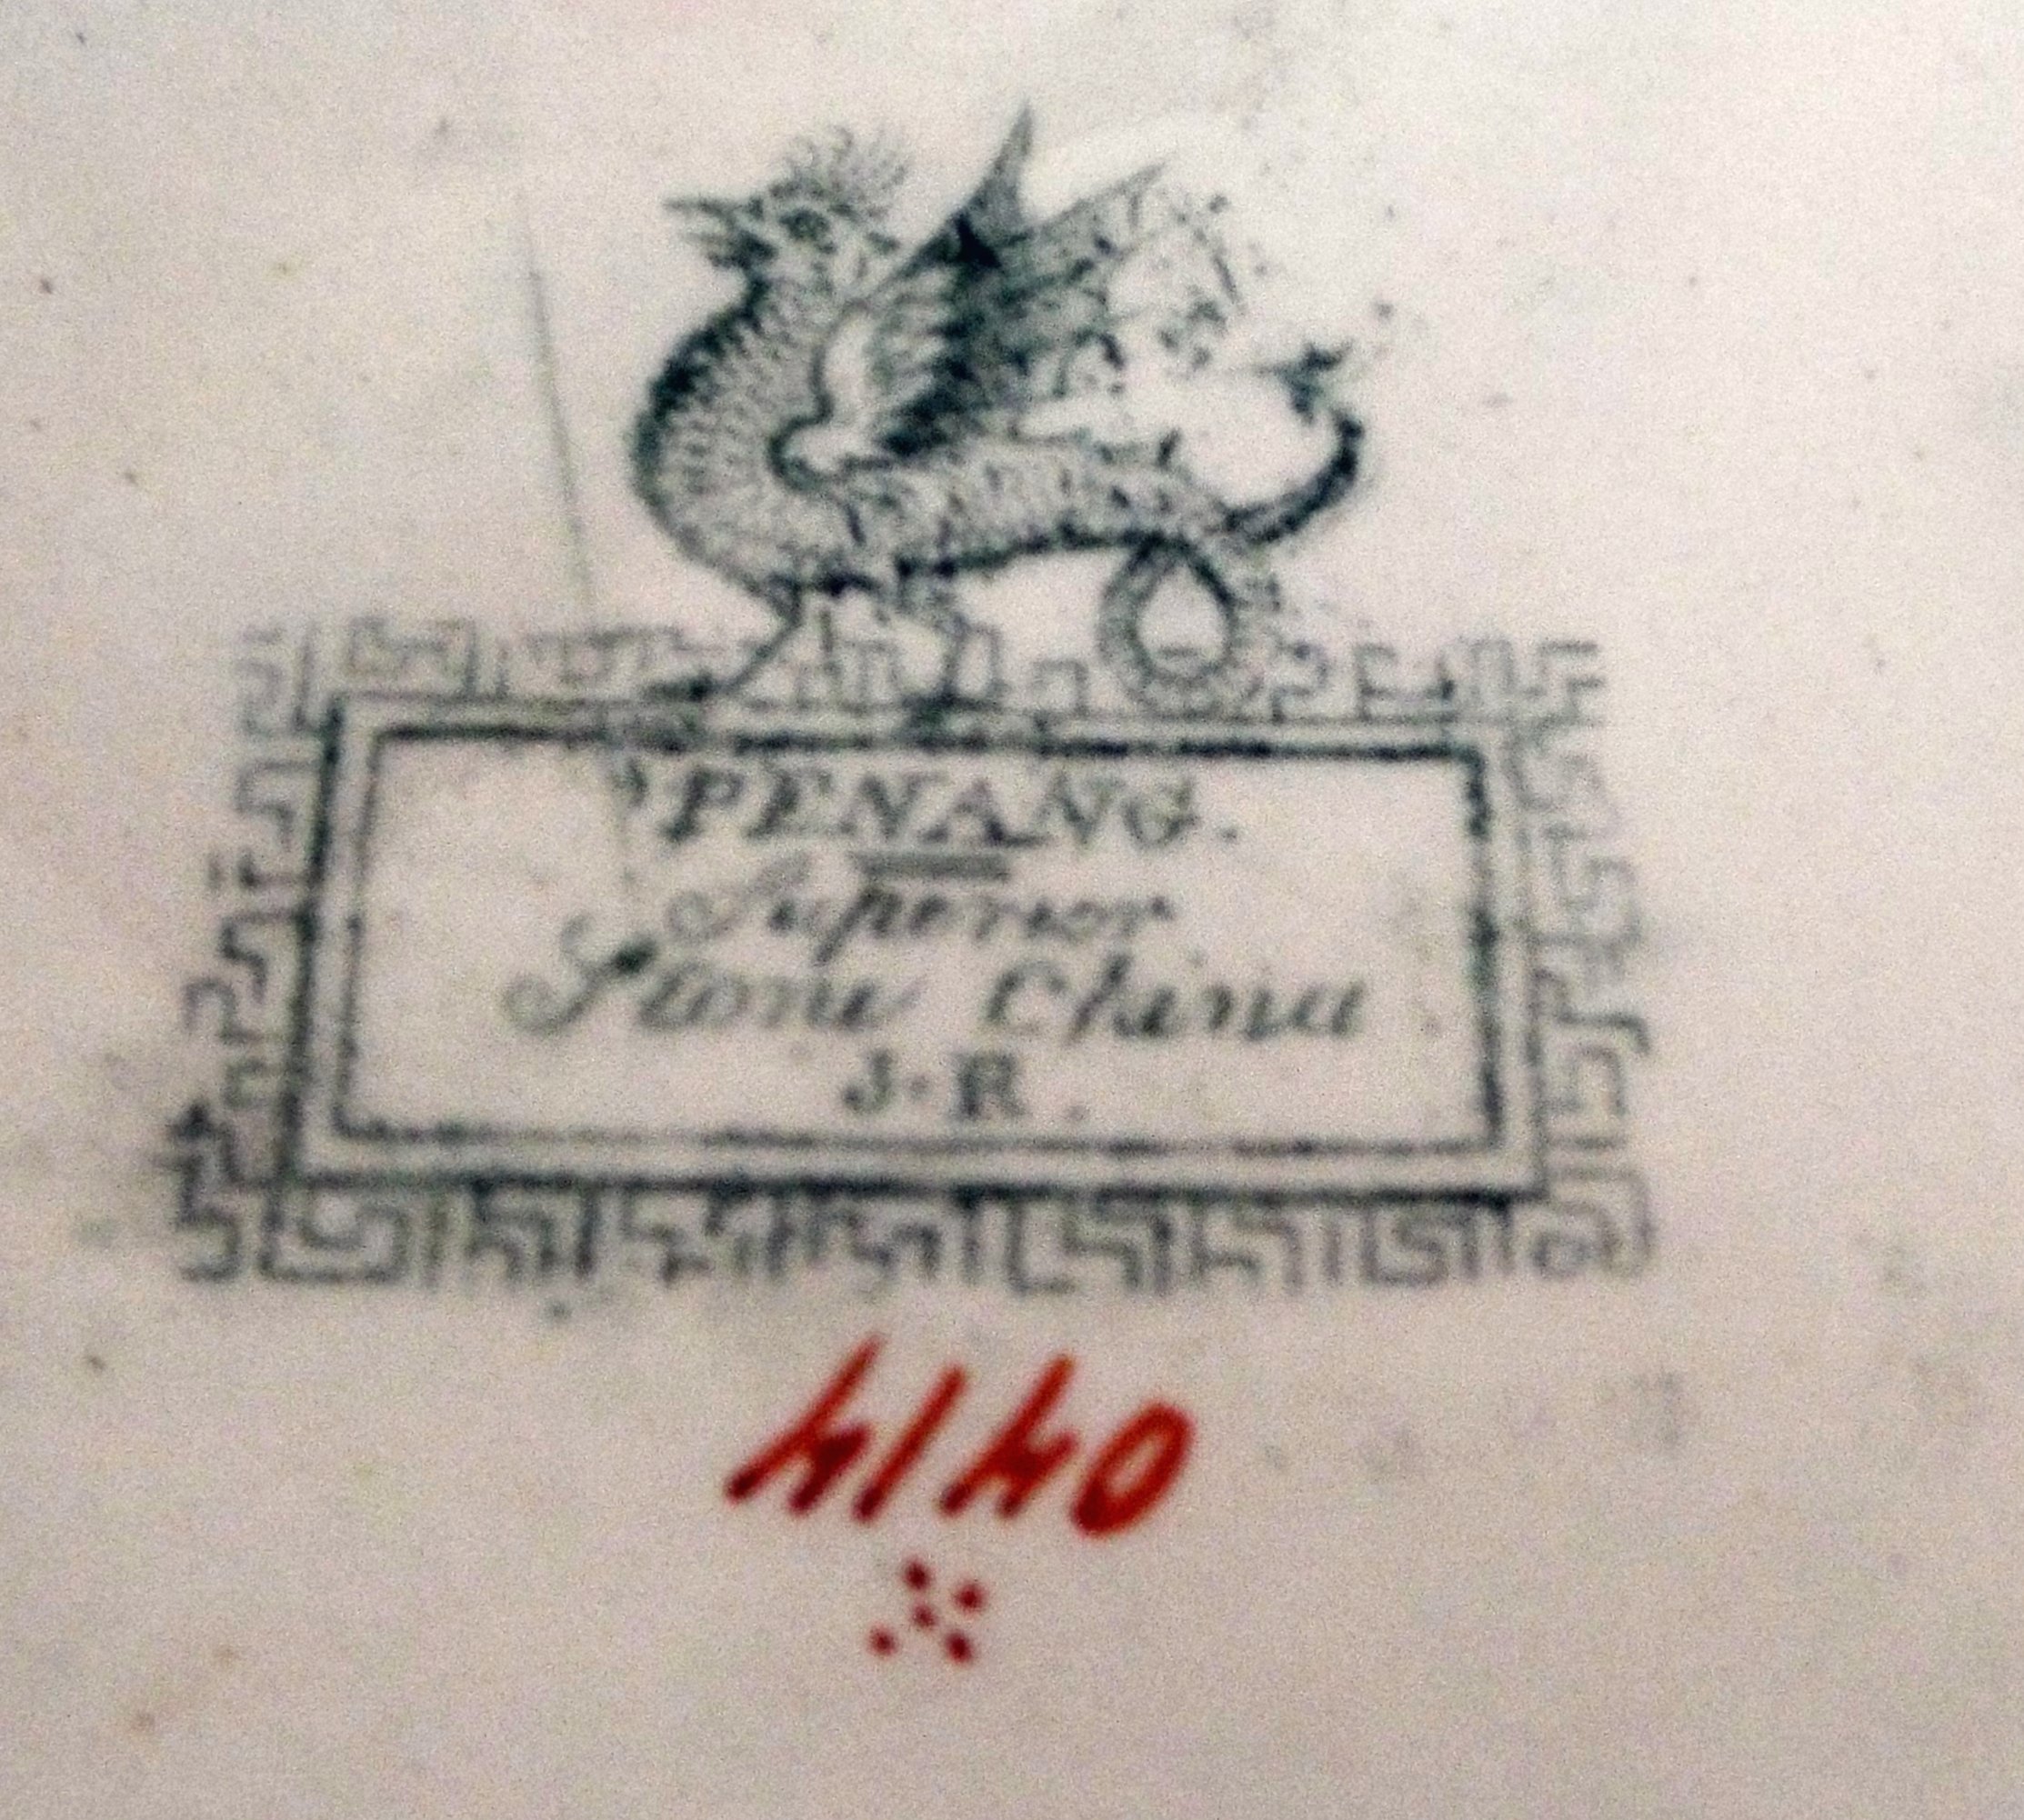 PENANG.
Superior
Stone China
J·R.
4140